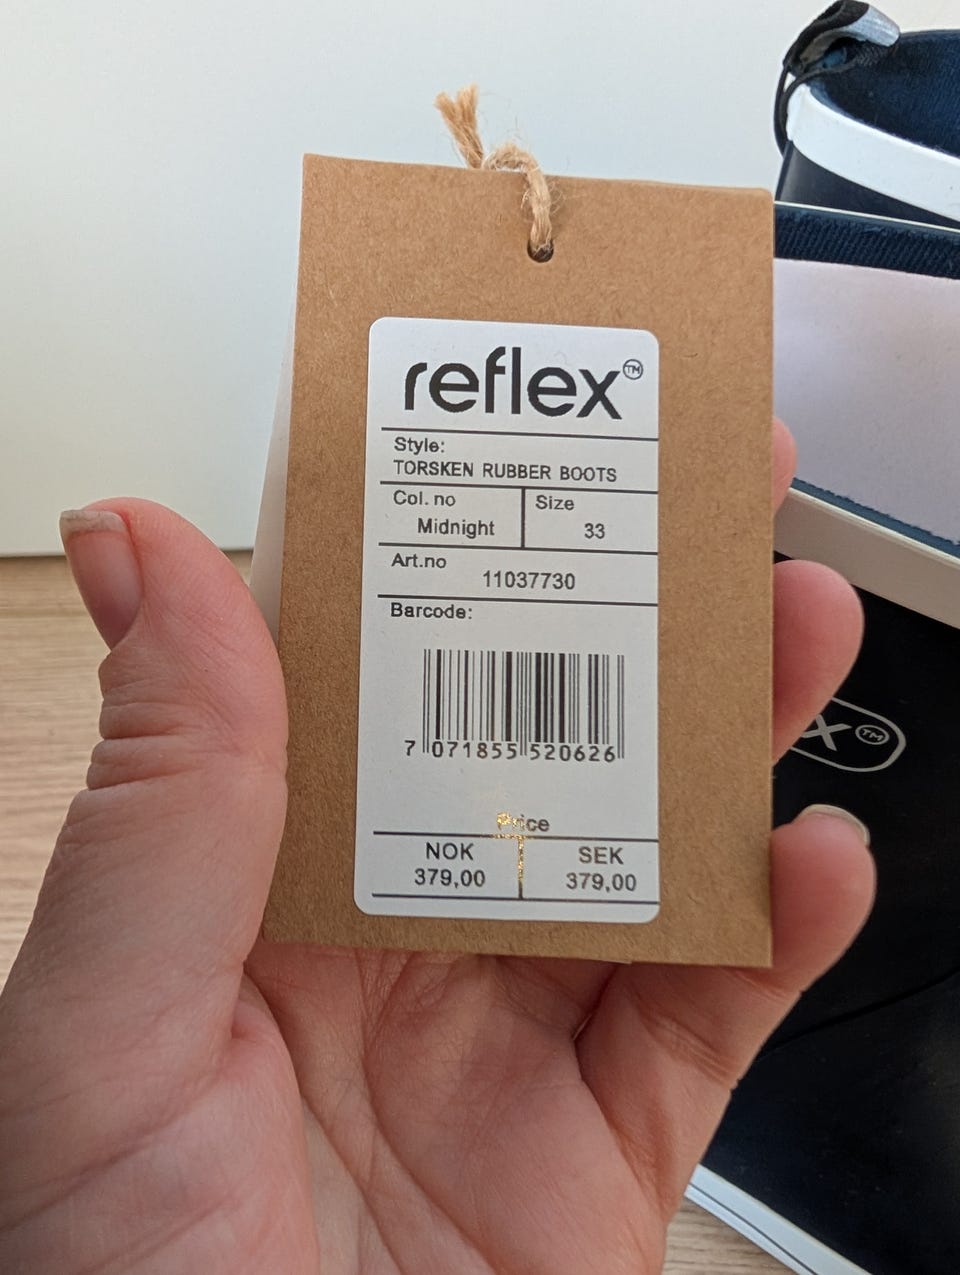 reflex™
Style:
TORSKEN RUBBER BOOTS
Col. no Size
Midnight 33
Art.no
11037730
Barcode:
7 071855 520626
Price
NOK SEK
379,00 379,00
X™